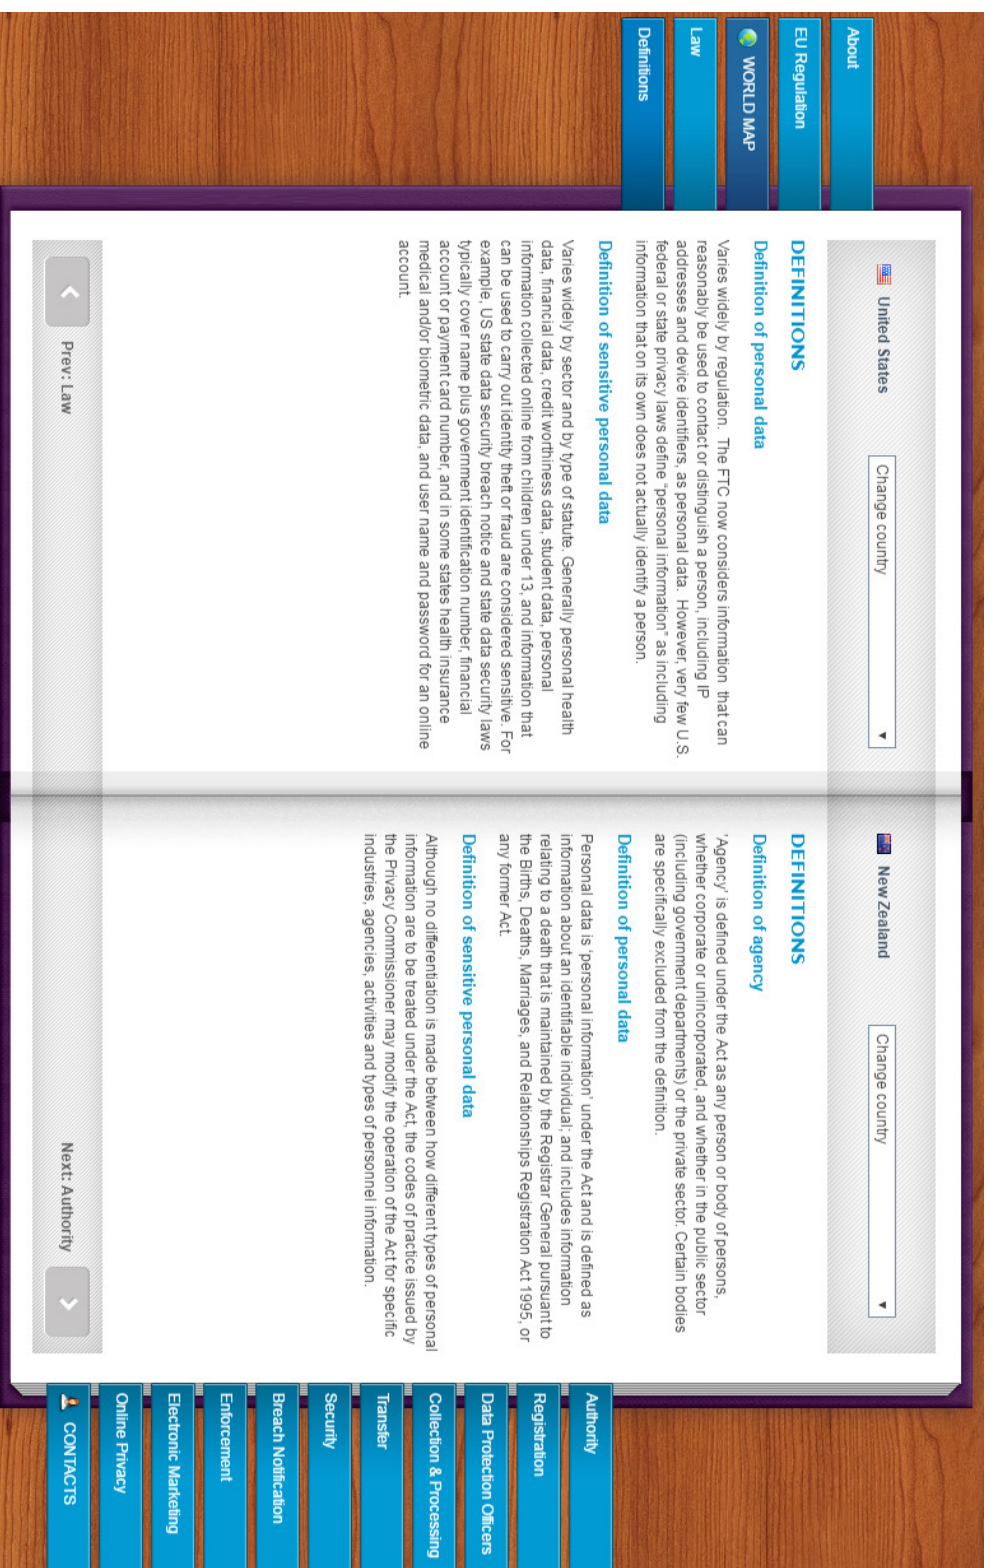 About
EU Regulation
WORLD MAP
Law
Definitions
United States
Change country
DEFINITIONS
Definition of personal data
Varies widely by regulation. The FTC now considers information that can
reasonably be used to contact or distinguish a person, including IP
addresses and device identifiers, as personal data. However, very few U.S.
federal or state privacy laws define "personal information" as including
information that on its own does not actually identify a person.
Definition of sensitive personal data
Varies widely by sector and by type of statute. Generally personal health
data, financial data, credit worthiness data, student data, personal
information collected online from children under 13, and information that
can be used to carry out identity theft or fraud are considered sensitive. For
example, US state data security breach notice and state data security laws
typically cover name plus government identification number, financial
account or payment card number, and in some states health insurance
medical and/or biometric data, and user name and password for an online
account.
Prev: Law
New Zealand
Change country
DEFINITIONS
Definition of agency
'Agency' is defined under the Act as any person or body of persons,
whether corporate or unincorporated, and whether in the public sector
(including government departments) or the private sector. Certain bodies
are specifically excluded from the definition.
Definition of personal data
Personal data is 'personal information' under the Act and is defined as
information about an identifiable individual; and includes information
relating to a death that is maintained by the Registrar General pursuant to
the Births, Deaths, Marriages, and Relationships Registration Act 1995, or
any former Act.
Definition of sensitive personal data
Although no differentiation is made between how different types of personal
information are to be treated under the Act, the codes of practice issued by
the Privacy Commissioner may modify the operation of the Act for specific
industries, agencies, activities and types of personnel information.
Next: Authority
Authority
Registration
Data Protection Officers
Collection & Processing
Transfer
Security
Breach Notification
Enforcement
Electronic Marketing
Online Privacy
CONTACTS